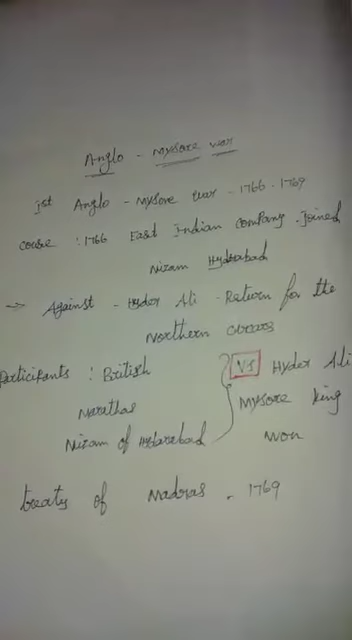 Anglo - Mysore war
1st Anglo - Mysore war - 1766 - 1769
course : 1766 East Indian company joined
Nizam Hyderabad
→ Against - Hyder Ali - Return for the
Northern circars
Participants : British
Marathas
Nizam of Hyderabad
VS Hyder Ali
Mysore king
won
treaty of Madras - 1769